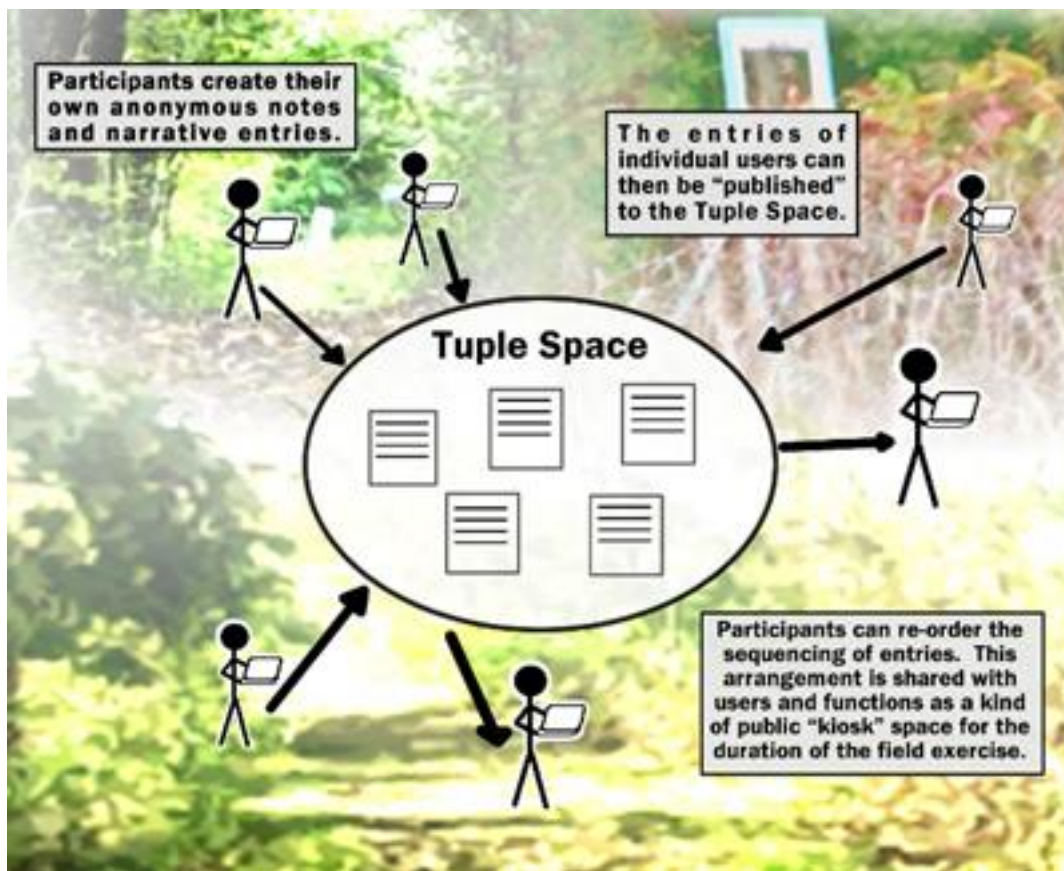 Participants create their
own anonymous notes
and narrative entries.
The entries of
individual users can
then be “published”
to the Tuple Space.
Tuple Space
Participants can re-order the
sequencing of entries. This
arrangement is shared with
users and functions as a kind
of public “kiosk” space for the
duration of the field exercise.